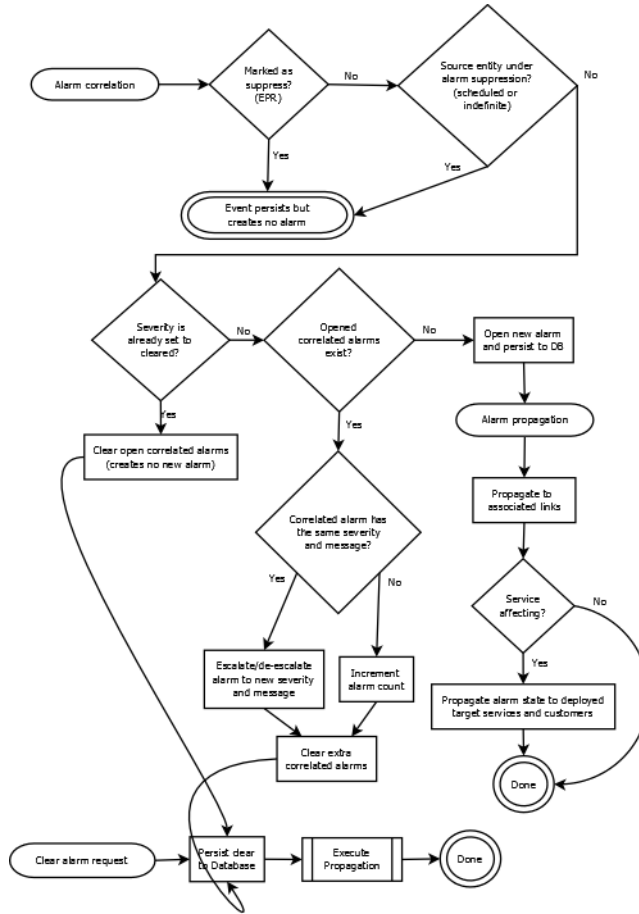 Alarm correlation
Marked as
suppress?
(EPR)
No
Source entity under
alarm suppression?
(scheduled or
indefinite)
No
Yes
Yes
Event persists but
creates no alarm
Severity is
already set to
cleared?
No
Opened
correlated alarms
exist?
No
Open new alarm
and persist to DB
Yes
Yes
Alarm propagation
Clear open correlated alarms
(creates no new alarm)
Propagate to
associated links
Correlated alarm has
the same severity
and message?
Yes
No
Service
affecting?
No
Yes
Escalate/de-escalate
alarm to new severity
and message
Increment
alarm count
Propagate alarm state to deployed
target services and customers
Clear extra
correlated alarms
Done
Clear alarm request
Persist clear
to Database
Execute
Propagation
Done